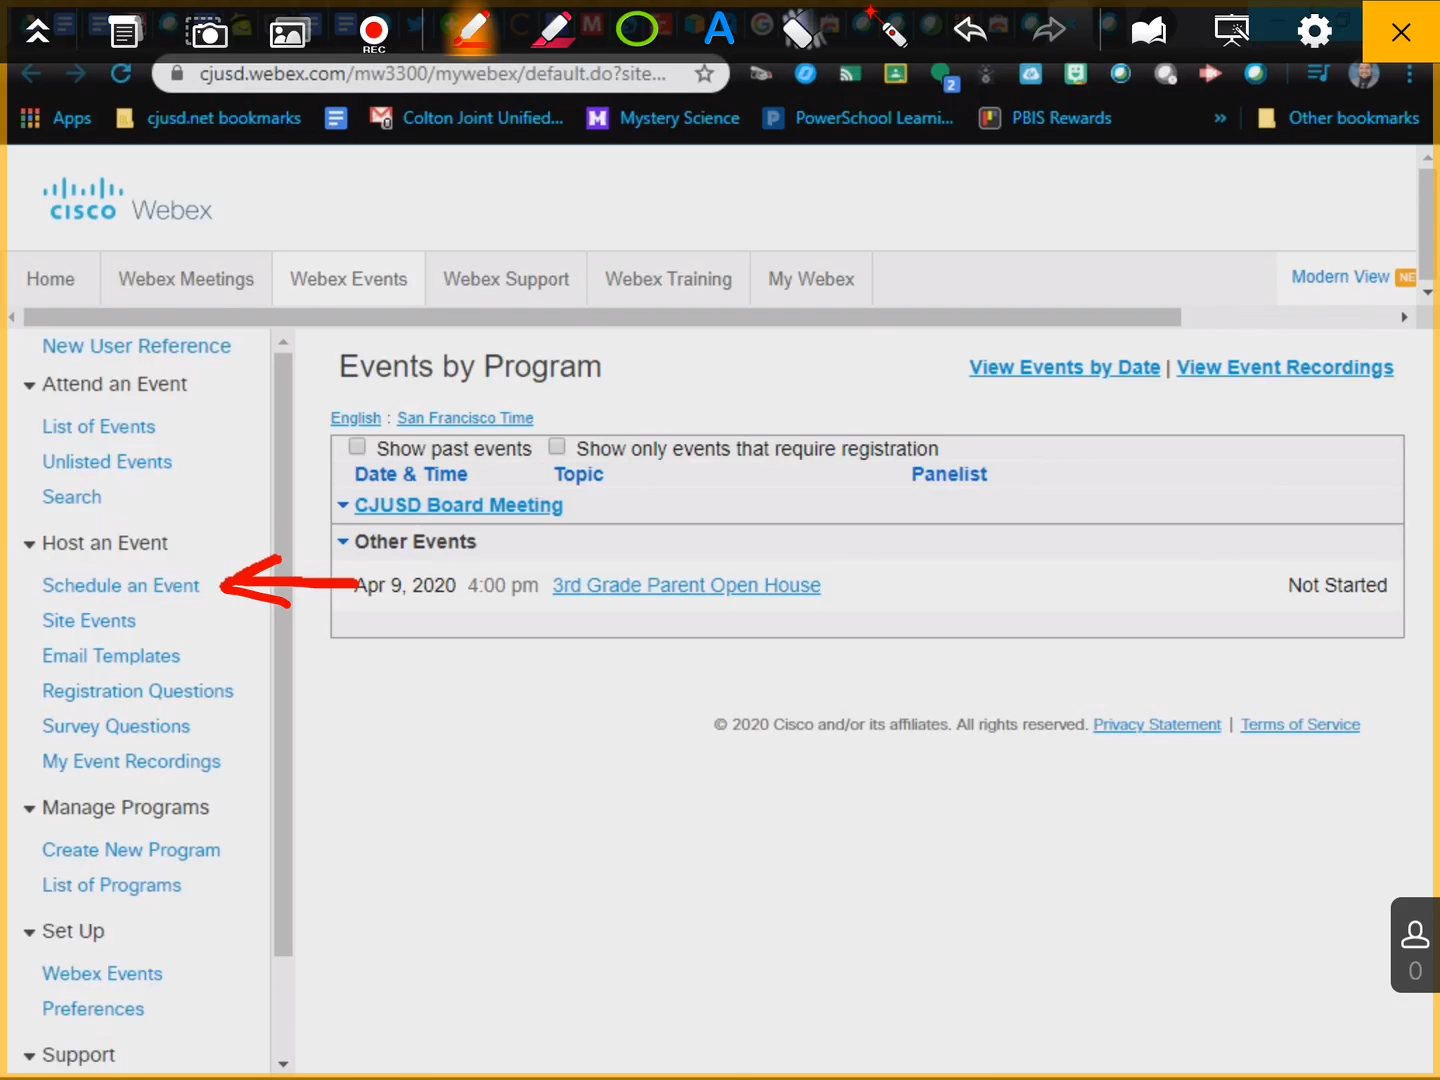 REC
cjusd.webex.com/mw3300/mywebex/default.do?site...
2
Apps
cjusd.net bookmarks
Colton Joint Unified...
Mystery Science
PowerSchool Learni...
PBIS Rewards
»
Other bookmarks
CISCO Webex
Home
Webex Meetings
Webex Events
Webex Support
Webex Training
My Webex
Modern View NE
New User Reference
Attend an Event
List of Events
Unlisted Events
Search
Host an Event
Schedule an Event
Site Events
Email Templates
Registration Questions
Survey Questions
My Event Recordings
Manage Programs
Create New Program
List of Programs
Set Up
Webex Events
Preferences
Support
Events by Program
View Events by Date | View Event Recordings
English : San Francisco Time
Show past events Show only events that require registration
Date & Time Topic Panelist
CJUSD Board Meeting
Other Events
Apr 9, 2020 4:00 pm 3rd Grade Parent Open House Not Started
© 2020 Cisco and/or its affiliates. All rights reserved. Privacy Statement | Terms of Service
0